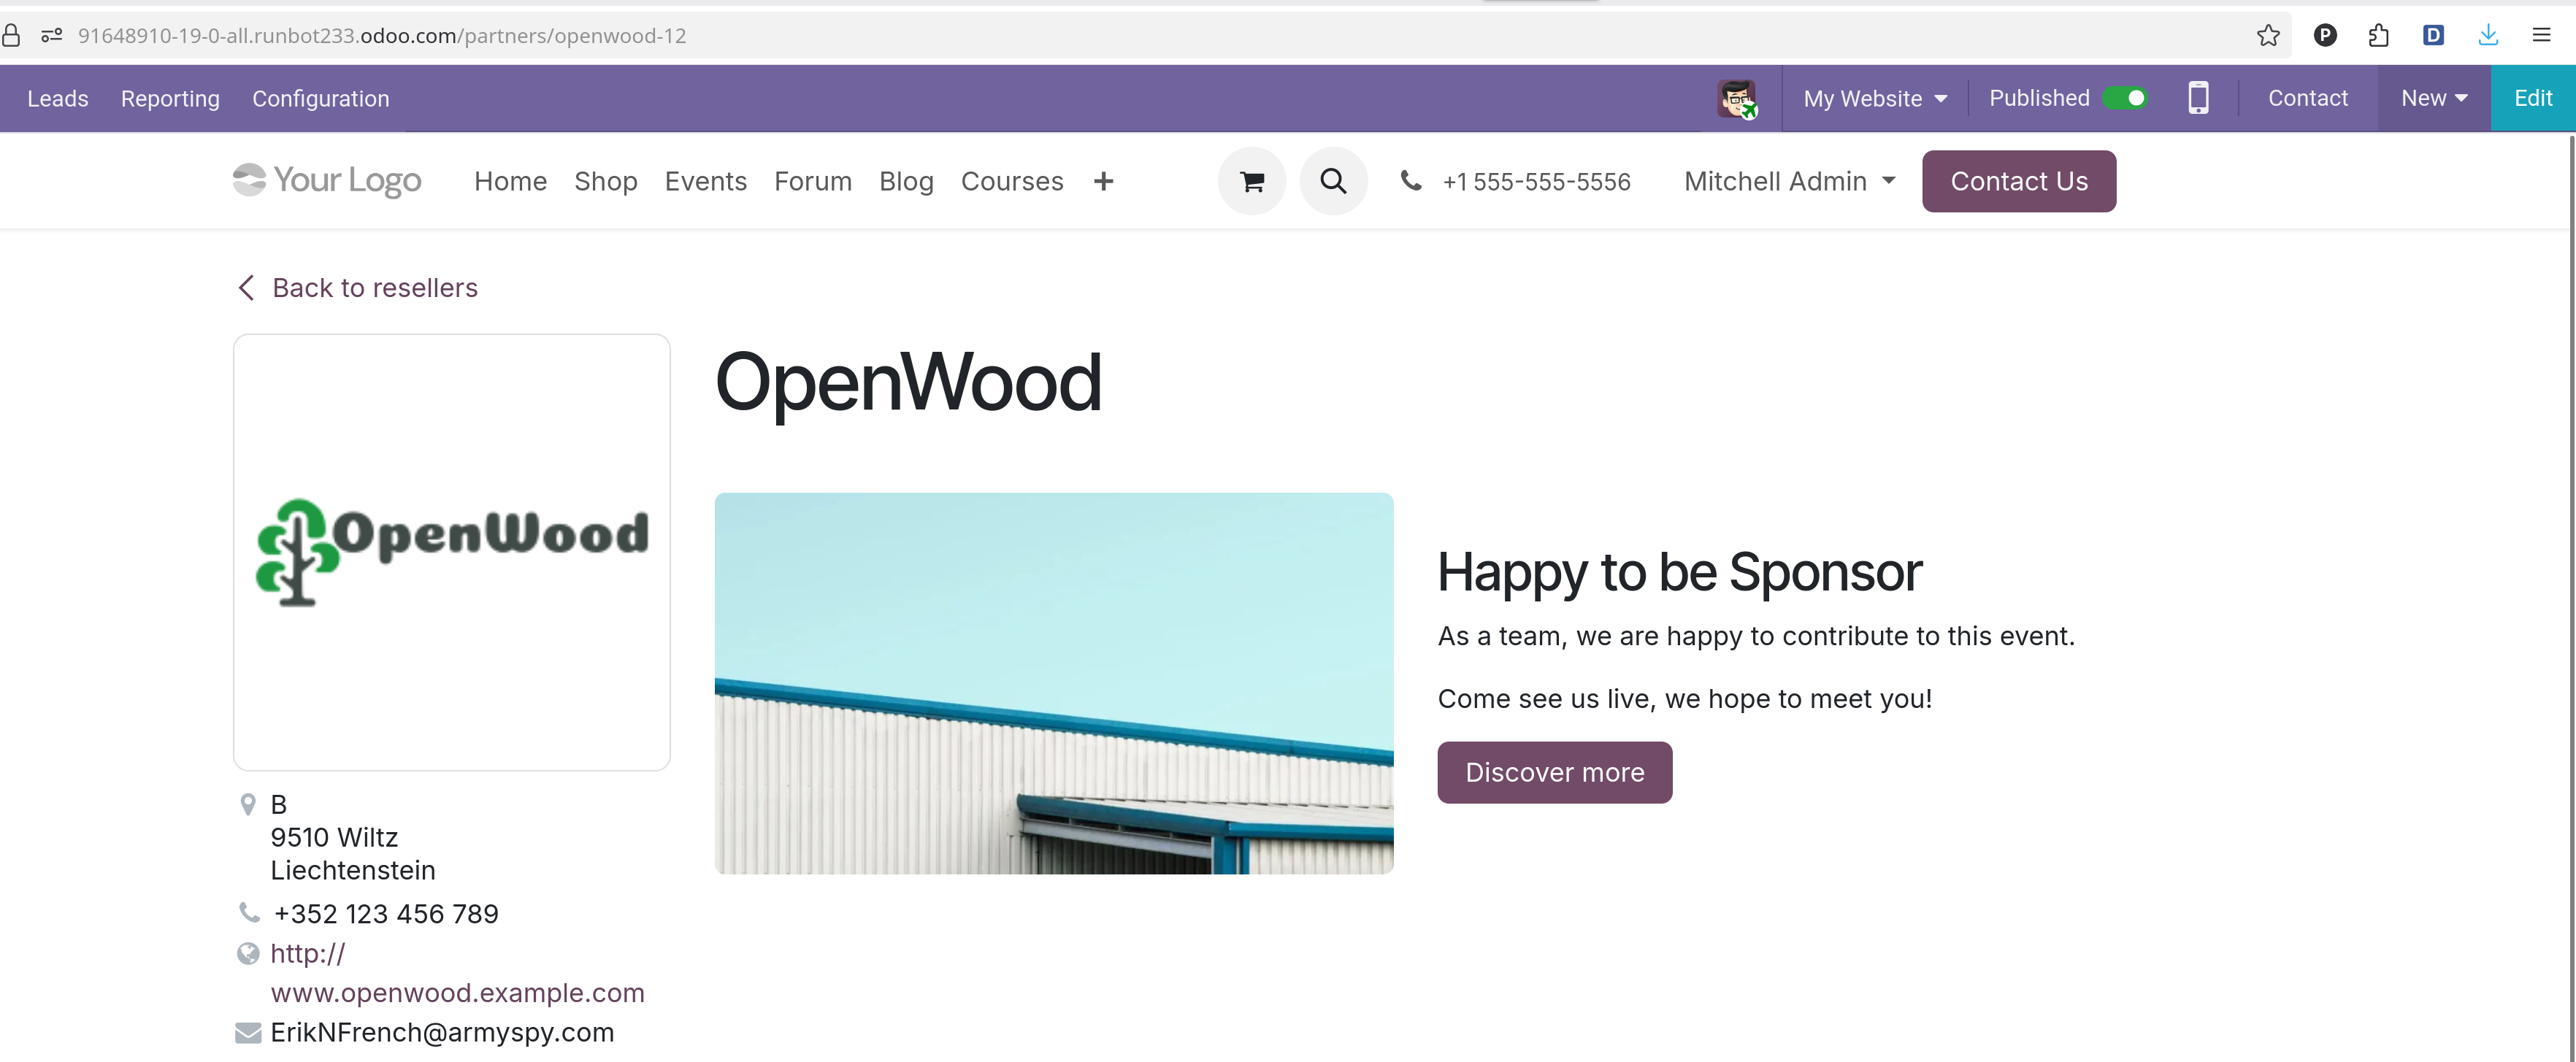 91648910-19-0-all.runbot233.odoo.com/partners/openwood-12
P
D
Leads Reporting Configuration My Website Published Contact New Edit
Your Logo Home Shop Events Forum Blog Courses + +1 555-555-5556 Mitchell Admin Contact Us
Back to resellers
OpenWood
OpenWood
Happy to be Sponsor
As a team, we are happy to contribute to this event.
Come see us live, we hope to meet you!
Discover more
B
9510 Wiltz
Liechtenstein
+352 123 456 789
http://
www.openwood.example.com
ErikNFrench@armyspy.com